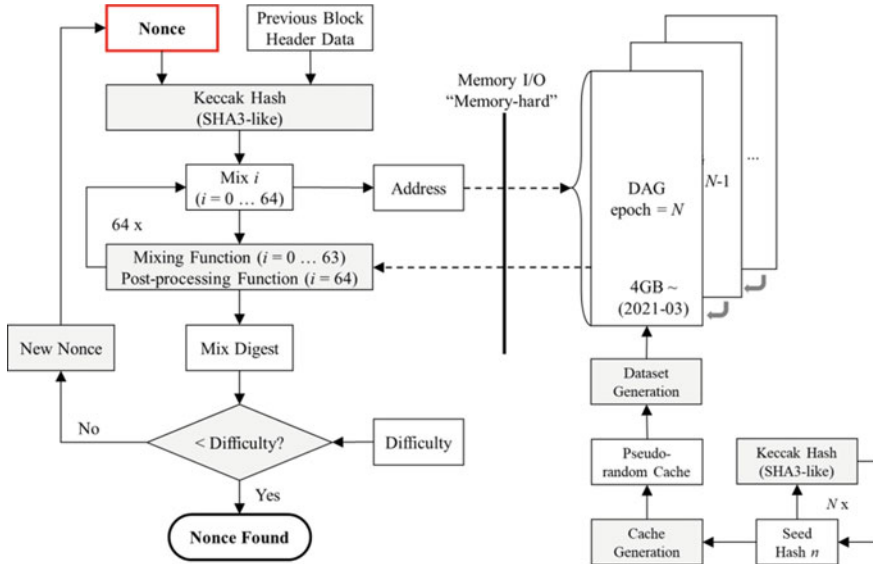 Nonce
Previous Block
Header Data
Keccak Hash
(SHA3-like)
Mix i
(i = 0 … 64)
Address
64 x
Mixing Function (i = 0 … 63)
Post-processing Function (i = 64)
Mix Digest
New Nonce
No
< Difficulty?
Difficulty
Yes
Nonce Found
Memory I/O
“Memory-hard”
DAG
epoch = N
4GB ~
(2021-03)
N-1
...
Dataset
Generation
Pseudo-
random Cache
Cache
Generation
Keccak Hash
(SHA3-like)
N x
Seed
Hash n